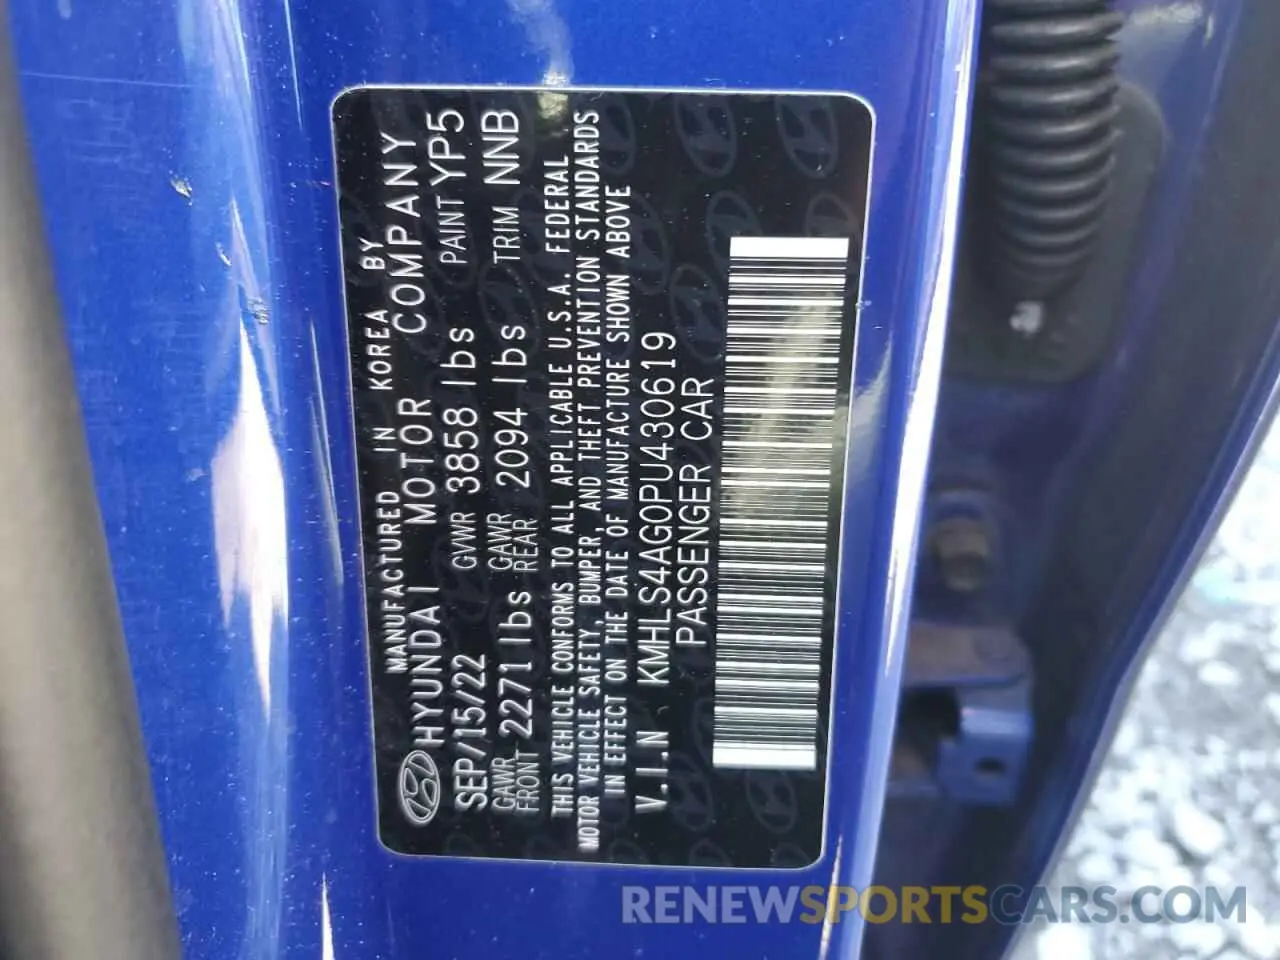 MANUFACTURED IN KOREA BY
HYUNDAI MOTOR COMPANY
SEP/15/22 GVWR 3858 lbs PAINT YP5
GAWR FRONT 2271 lbs GAWR REAR 2094 lbs TRIM NNB
THIS VEHICLE CONFORMS TO ALL APPLICABLE U.S.A. FEDERAL
MOTOR VEHICLE SAFETY, BUMPER, AND THEFT PREVENTION STANDARDS
IN EFFECT ON THE DATE OF MANUFACTURE SHOWN ABOVE
V.I.N KMHLS4AG0PU430619
PASSENGER CAR
RENEWSPORTSCARS.COM